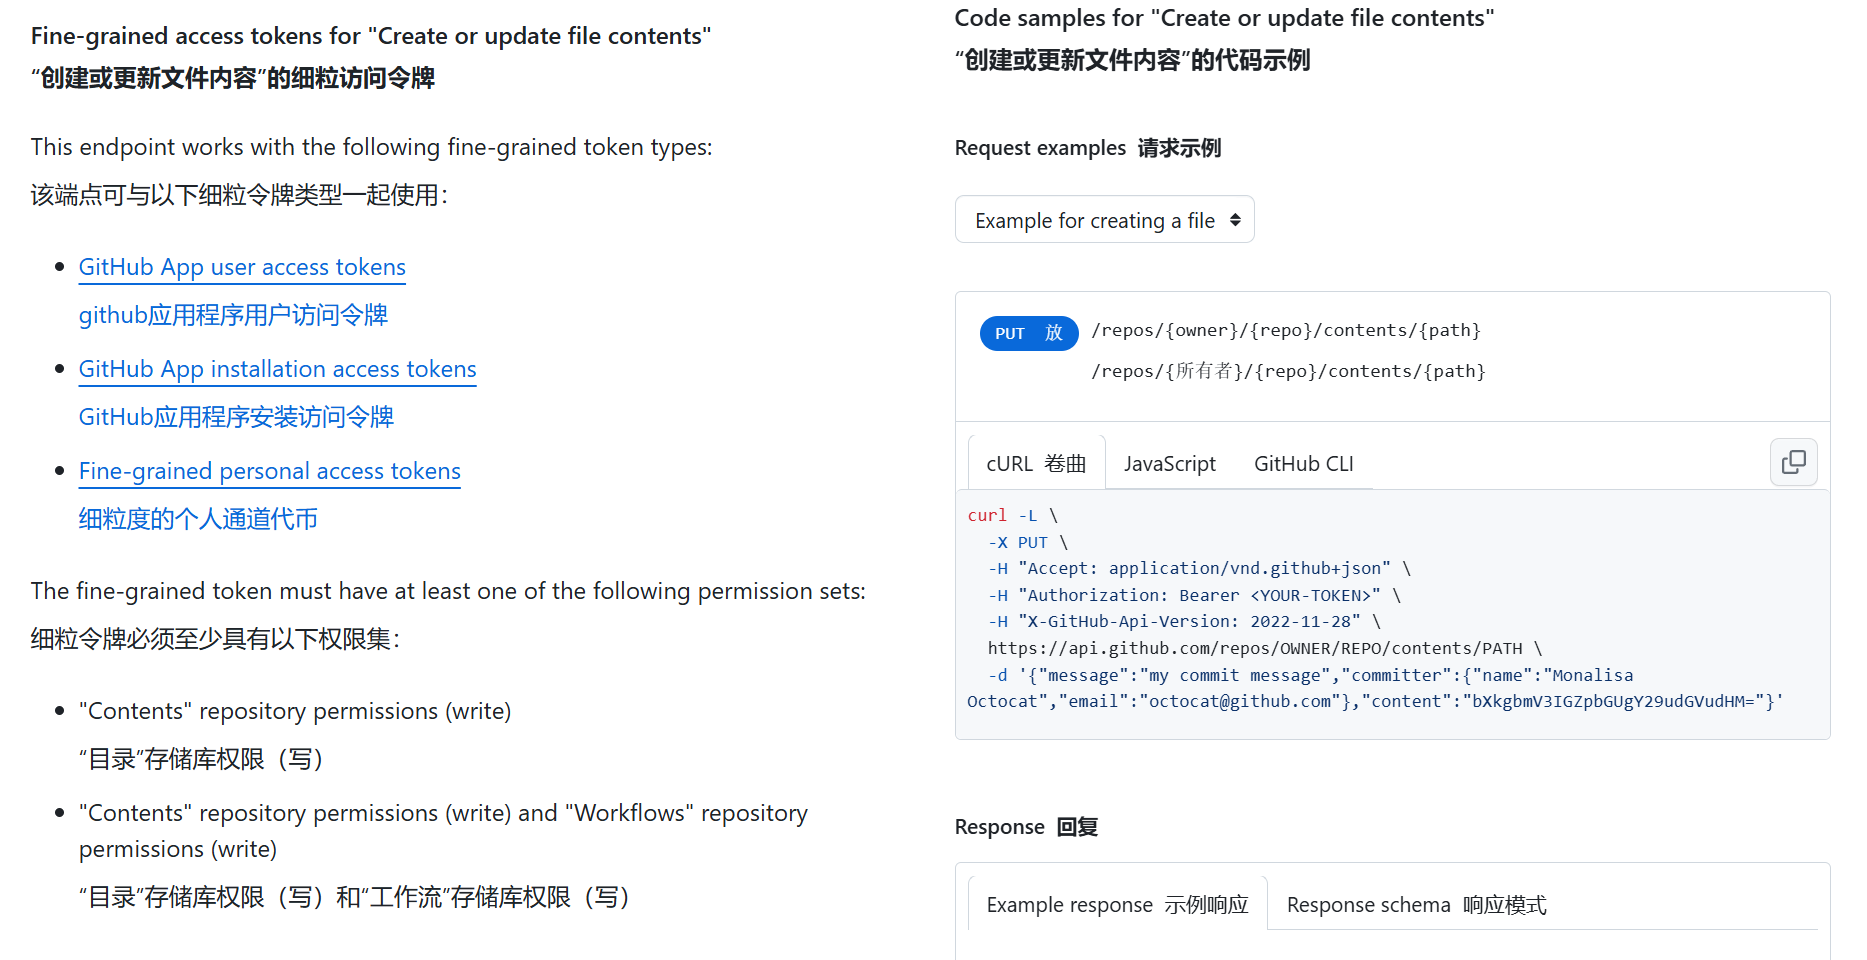 Fine-grained access tokens for "Create or update file contents"
“创建或更新文件内容”的细粒访问令牌
This endpoint works with the following fine-grained token types:
该端点可与以下细粒令牌类型一起使用：
GitHub App user access tokens
github应用程序用户访问令牌
GitHub App installation access tokens
GitHub应用程序安装访问令牌
Fine-grained personal access tokens
细粒度的个人通道代币
The fine-grained token must have at least one of the following permission sets:
细粒令牌必须至少具有以下权限集：
"Contents" repository permissions (write)
“目录”存储库权限（写）
"Contents" repository permissions (write) and "Workflows" repository
permissions (write)
“目录”存储库权限（写）和“工作流”存储库权限（写）
Code samples for "Create or update file contents"
“创建或更新文件内容”的代码示例
Request examples 请求示例
Example for creating a file
PUT 放 /repos/{owner}/{repo}/contents/{path}
/repos/{所有者}/{repo}/contents/{path}
cURL 卷曲 JavaScript GitHub CLI
curl -L \
-X PUT \
-H "Accept: application/vnd.github+json" \
-H "Authorization: Bearer <YOUR-TOKEN>" \
-H "X-GitHub-Api-Version: 2022-11-28" \
https://api.github.com/repos/OWNER/REPO/contents/PATH \
-d '{"message":"my commit message","committer":{"name":"Monalisa
Octocat","email":"octocat@github.com"},"content":"bXkgbmV3IGZpbGUgY29udGVudHM="}'
Response 回复
Example response 示例响应 Response schema 响应模式